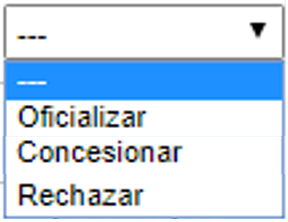 ---
---
Oficializar
Concesionar
Rechazar